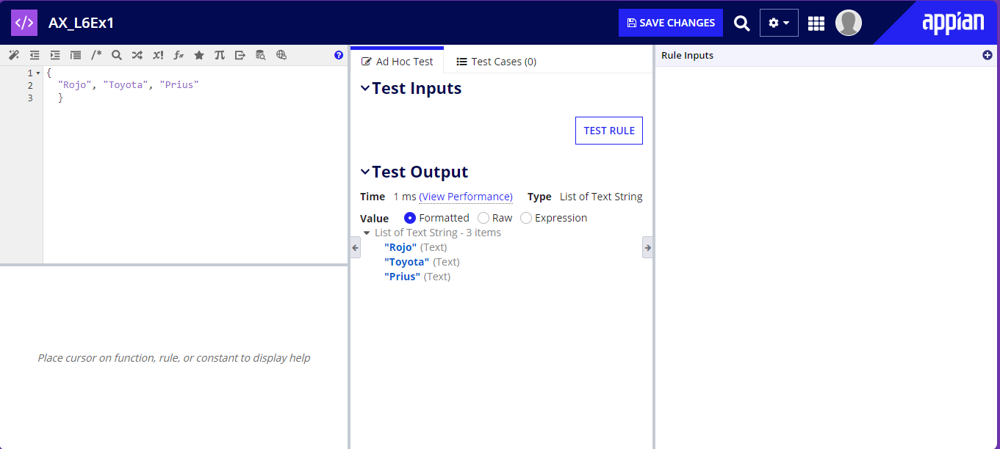 </> AX_L6Ex1
SAVE CHANGES
appian
/* x! ?
1 {
2 "Rojo", "Toyota", "Prius"
3 }
Place cursor on function, rule, or constant to display help
Ad Hoc Test
Test Cases (0)
Test Inputs
TEST RULE
Test Output
Time 1 ms (View Performance) Type List of Text String
Value Formatted Raw Expression
List of Text String - 3 items
"Rojo" (Text)
"Toyota" (Text)
"Prius" (Text)
Rule Inputs